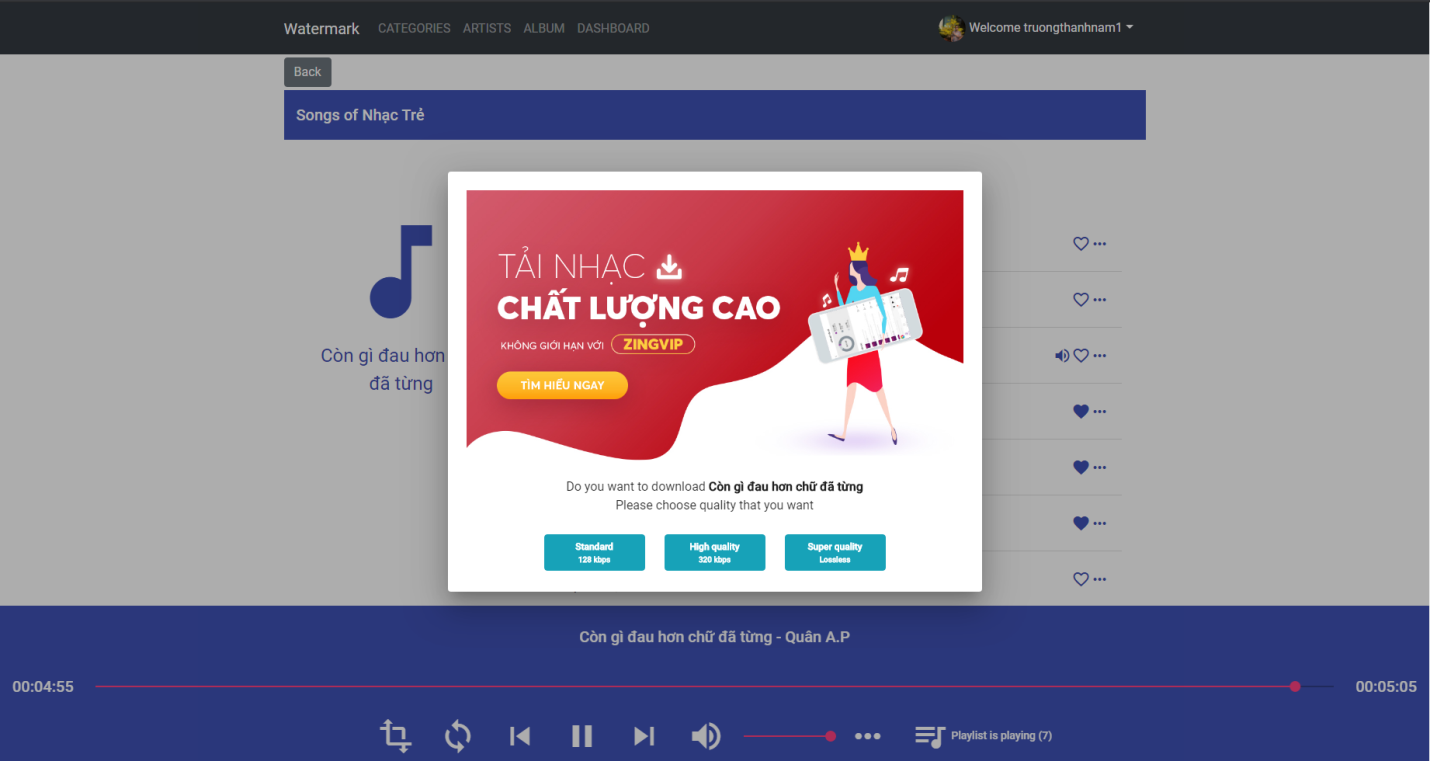 Watermark CATEGORIES ARTISTS ALBUM DASHBOARD Welcome truongthanhnam1
Back
Songs of Nhạc Trẻ
TẢI NHẠC
CHẤT LƯỢNG CAO
KHÔNG GIỚI HẠN VỚI ZINGVIP
TÌM HIỂU NGAY
Còn gì đau hơn
đã từng
Do you want to download Còn gì đau hơn chữ đã từng
Please choose quality that you want
Standard
128 kbps
High quality
320 kbps
Super quality
Lossless
Còn gì đau hơn chữ đã từng - Quân A.P
00:04:55 00:05:05
Playlist is playing (7)